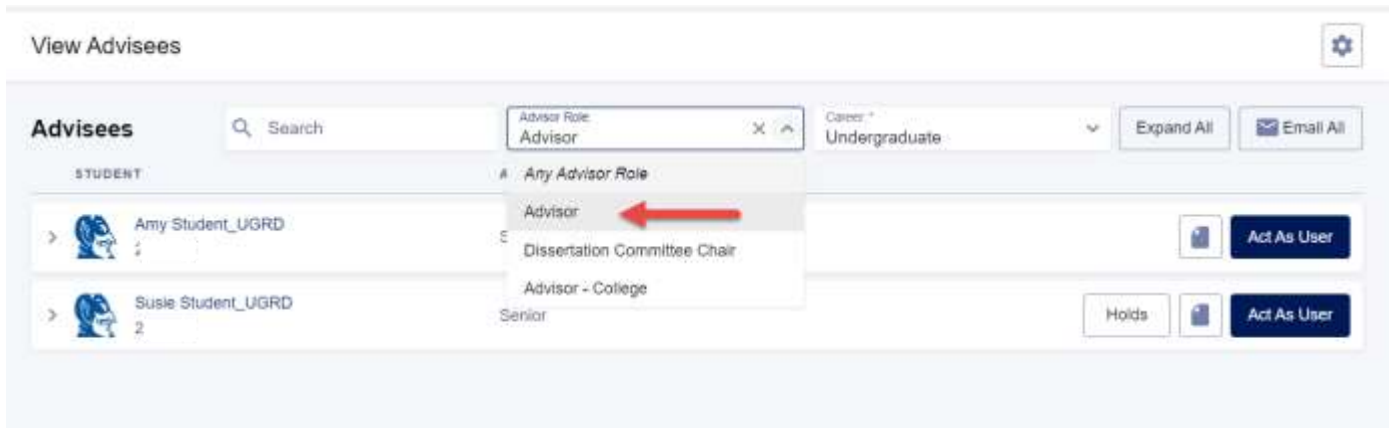 View Advisees
Advisees
Search
Advisor Role
Advisor
Career *
Undergraduate
Expand All
Email All
STUDENT
A
Any Advisor Role
Advisor
Dissertation Committee Chair
Advisor - College
Amy Student_UGRD
S
Act As User
Susie Student_UGRD
2
Senior
Holds
Act As User